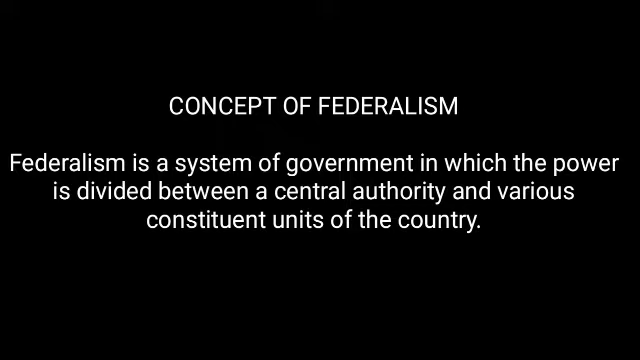 CONCEPT OF FEDERALISM
Federalism is a system of government in which the power
is divided between a central authority and various
constituent units of the country.